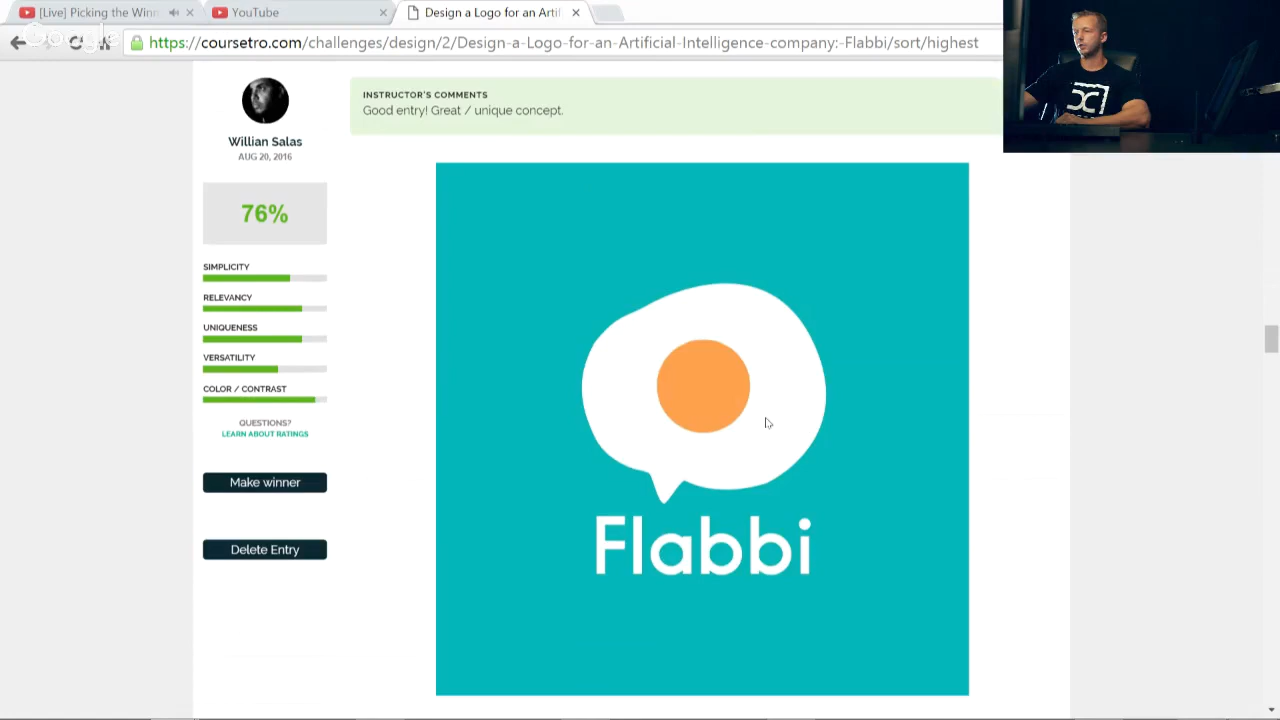 [Live] Picking the Winn
YouTube
Design a Logo for an Artif
Google
https://coursetro.com/challenges/design/2/Design-a-Logo-for-an-Artificial-Intelligence-company:-Flabbi/sort/highest
INSTRUCTOR'S COMMENTS
Good entry! Great / unique concept.
Willian Salas
AUG 20, 2016
76%
SIMPLICITY
RELEVANCY
UNIQUENESS
VERSATILITY
COLOR / CONTRAST
QUESTIONS?
LEARN ABOUT RATINGS
Make winner
Delete Entry
Flabbi